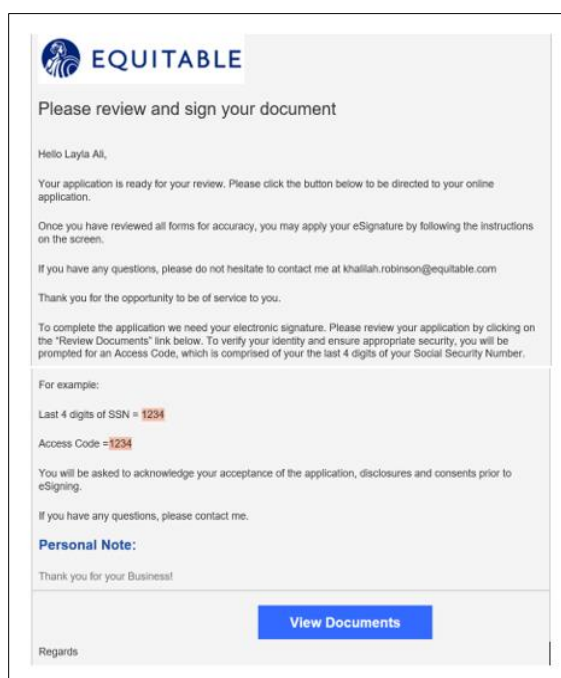 EQUITABLE
Please review and sign your document
Hello Layla Ali,
Your application is ready for your review. Please click the button below to be directed to your online
application.
Once you have reviewed all forms for accuracy, you may apply your eSignature by following the instructions
on the screen.
If you have any questions, please do not hesitate to contact me at khalilah.robinson@equitable.com
Thank you for the opportunity to be of service to you.
To complete the application we need your electronic signature. Please review your application by clicking on
the "Review Documents" link below. To verify your identity and ensure appropriate security, you will be
prompted for an Access Code, which is comprised of your the last 4 digits of your Social Security Number.
For example:
Last 4 digits of SSN = 1234
Access Code =1234
You will be asked to acknowledge your acceptance of the application, disclosures and consents prior to
eSigning.
If you have any questions, please contact me.
Personal Note:
Thank you for your Business!
View Documents
Regards